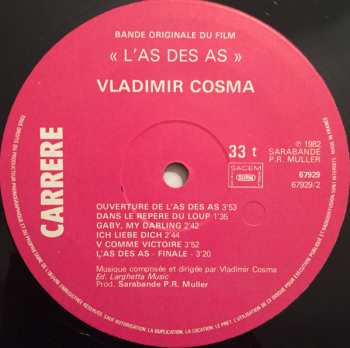 BANDE ORIGINALE DU FILM
« L'AS DES AS »
VLADIMIR COSMA
CARRERE
33 t
SACEM
℗ 1982
SARABANDE
P.R. MULLER
67929
67929/2
OUVERTURE DE L'AS DES AS 3'53
DANS LE REPERE DU LOUP 1'35
GABY, MY DARLING 2'42
ICH LIEBE DICH 2'44
V COMME VICTOIRE 3'52
L'AS DES AS - FINALE - 3'20
Musique composée et dirigée par Vladimir Cosma
Ed. Larghetta Music
Prod. Sarabande P.R. Muller